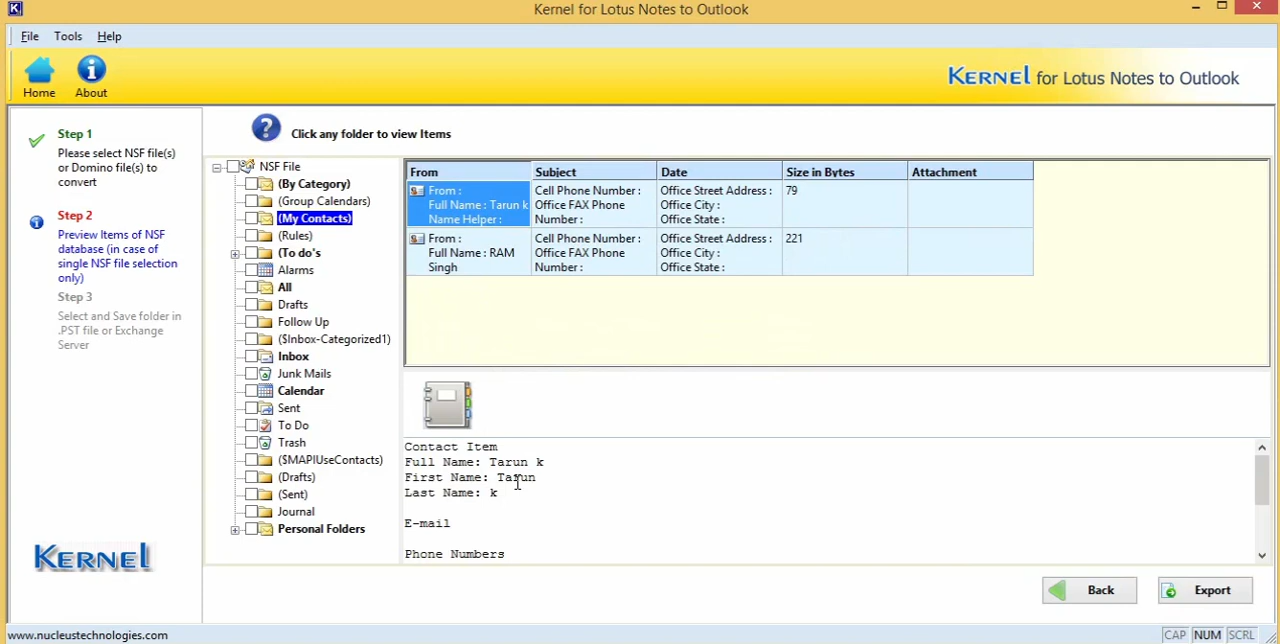 Kernel for Lotus Notes to Outlook
File Tools Help
Home About
KERNEL for Lotus Notes to Outlook
Step 1
Please select NSF file(s)
or Domino file(s) to
convert
Step 2
Preview Items of NSF
database (in case of
single NSF file selection
only)
Step 3
Select and Save folder in
.PST file or Exchange
Server
KERNEL
Click any folder to view Items
NSF File
(By Category)
(Group Calendars)
(My Contacts)
(Rules)
(To do's
Alarms
All
Drafts
Follow Up
($Inbox-Categorized1)
Inbox
Junk Mails
Calendar
Sent
To Do
Trash
($MAPIUseContacts)
(Drafts)
(Sent)
Journal
Personal Folders
From Subject Date Size in Bytes Attachment
From : Cell Phone Number : Office Street Address : 79
Full Name : Tarun k Office FAX Phone Office City :
Name Helper : Number : Office State :
From : Cell Phone Number : Office Street Address : 221
Full Name : RAM Office FAX Phone Office City :
Singh Number : Office State :
Contact Item
Full Name: Tarun k
First Name: Tarun
Last Name: k
E-mail
Phone Numbers
Back Export
www.nucleustechnologies.com CAP NUM SCRL